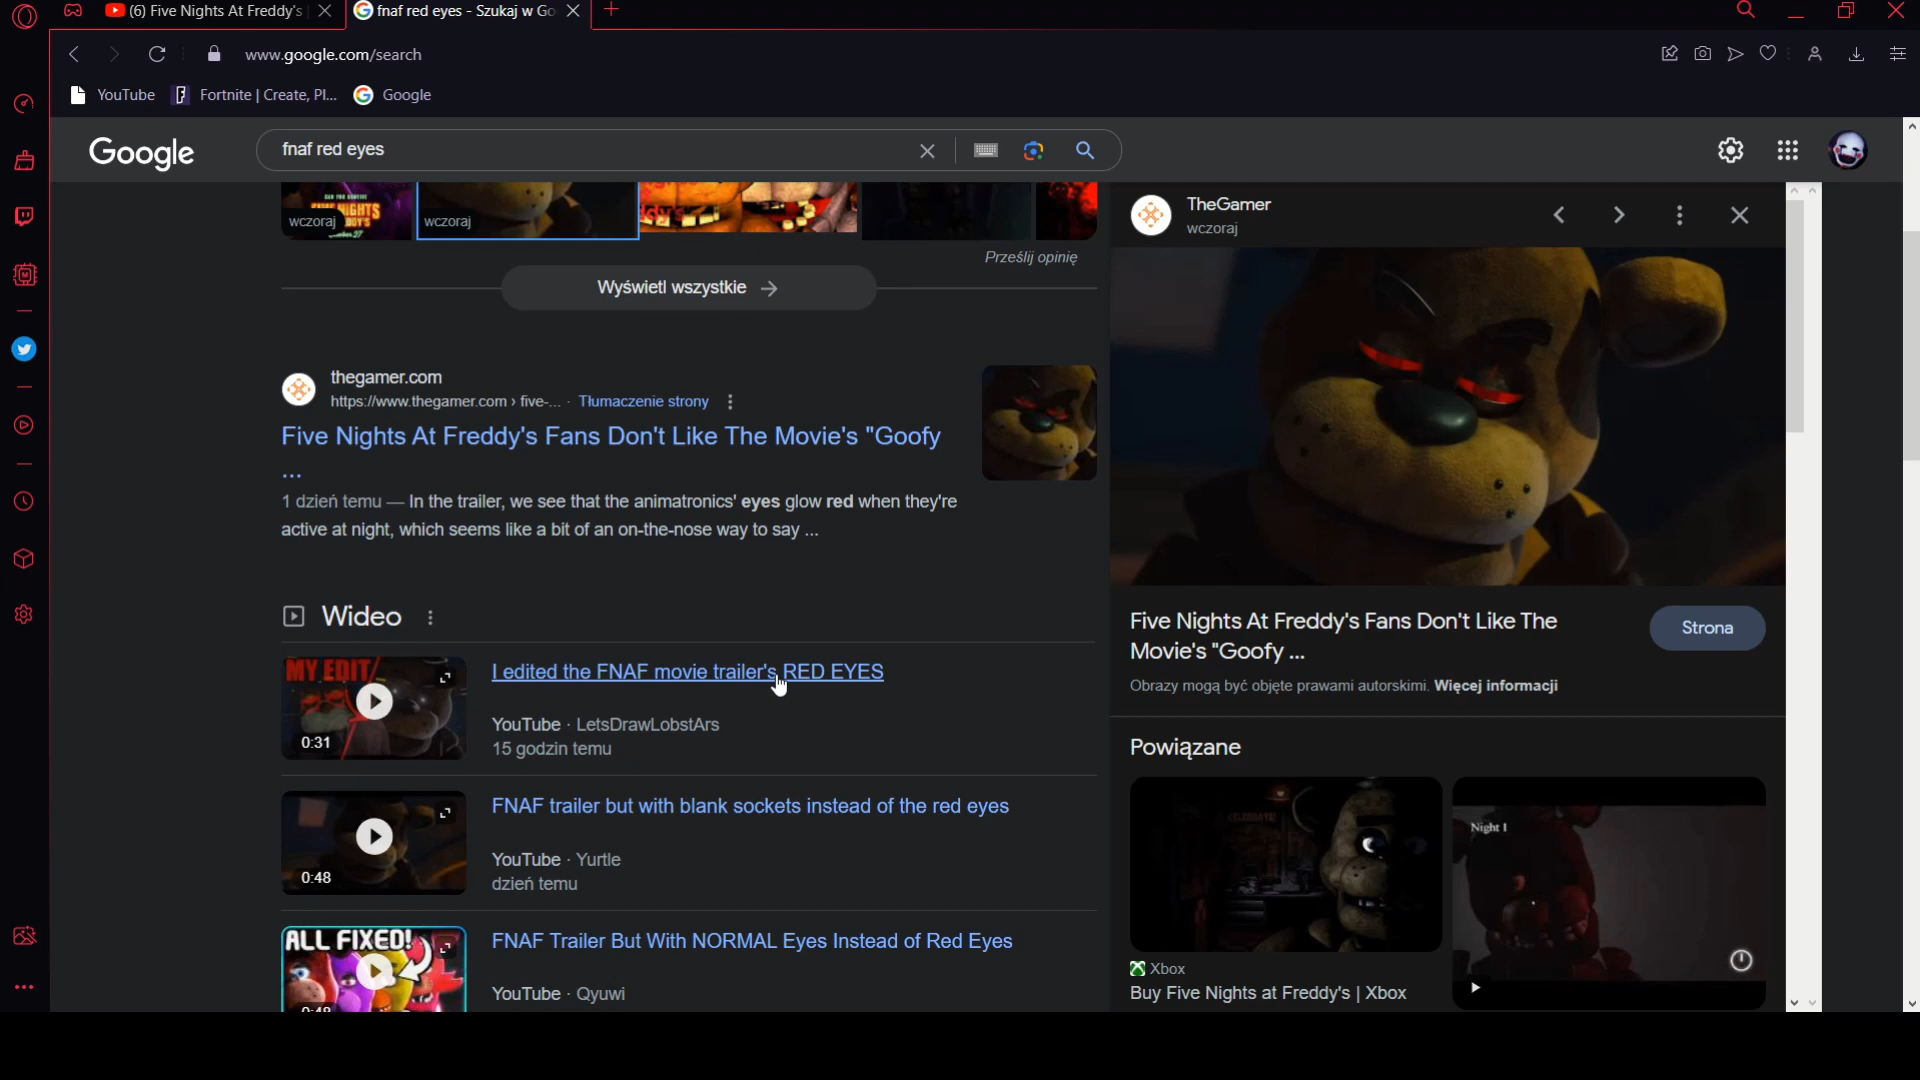 (6) Five Nights At Freddy's
fnaf red eyes - Szukaj w Go
www.google.com/search
YouTube
Fortnite | Create, Pl...
Google
Google
fnaf red eyes
wczoraj
wczoraj
Prześlij opinię
Wyświetl wszystkie
thegamer.com
https://www.thegamer.com › five-... · Tłumaczenie strony
Five Nights At Freddy's Fans Don't Like The Movie's "Goofy
...
1 dzień temu — In the trailer, we see that the animatronics' eyes glow red when they're
active at night, which seems like a bit of an on-the-nose way to say ...
Wideo
MY EDIT
0:31
I edited the FNAF movie trailer's RED EYES
YouTube · LetsDrawLobstArs
15 godzin temu
0:48
FNAF trailer but with blank sockets instead of the red eyes
YouTube · Yurtle
dzień temu
ALL FIXED!
0:48
FNAF Trailer But With NORMAL Eyes Instead of Red Eyes
YouTube · Qyuwi
TheGamer
wczoraj
Five Nights At Freddy's Fans Don't Like The
Movie's "Goofy ...
Strona
Obrazy mogą być objęte prawami autorskimi. Więcej informacji
Powiązane
Night 1
Xbox
Buy Five Nights at Freddy's | Xbox